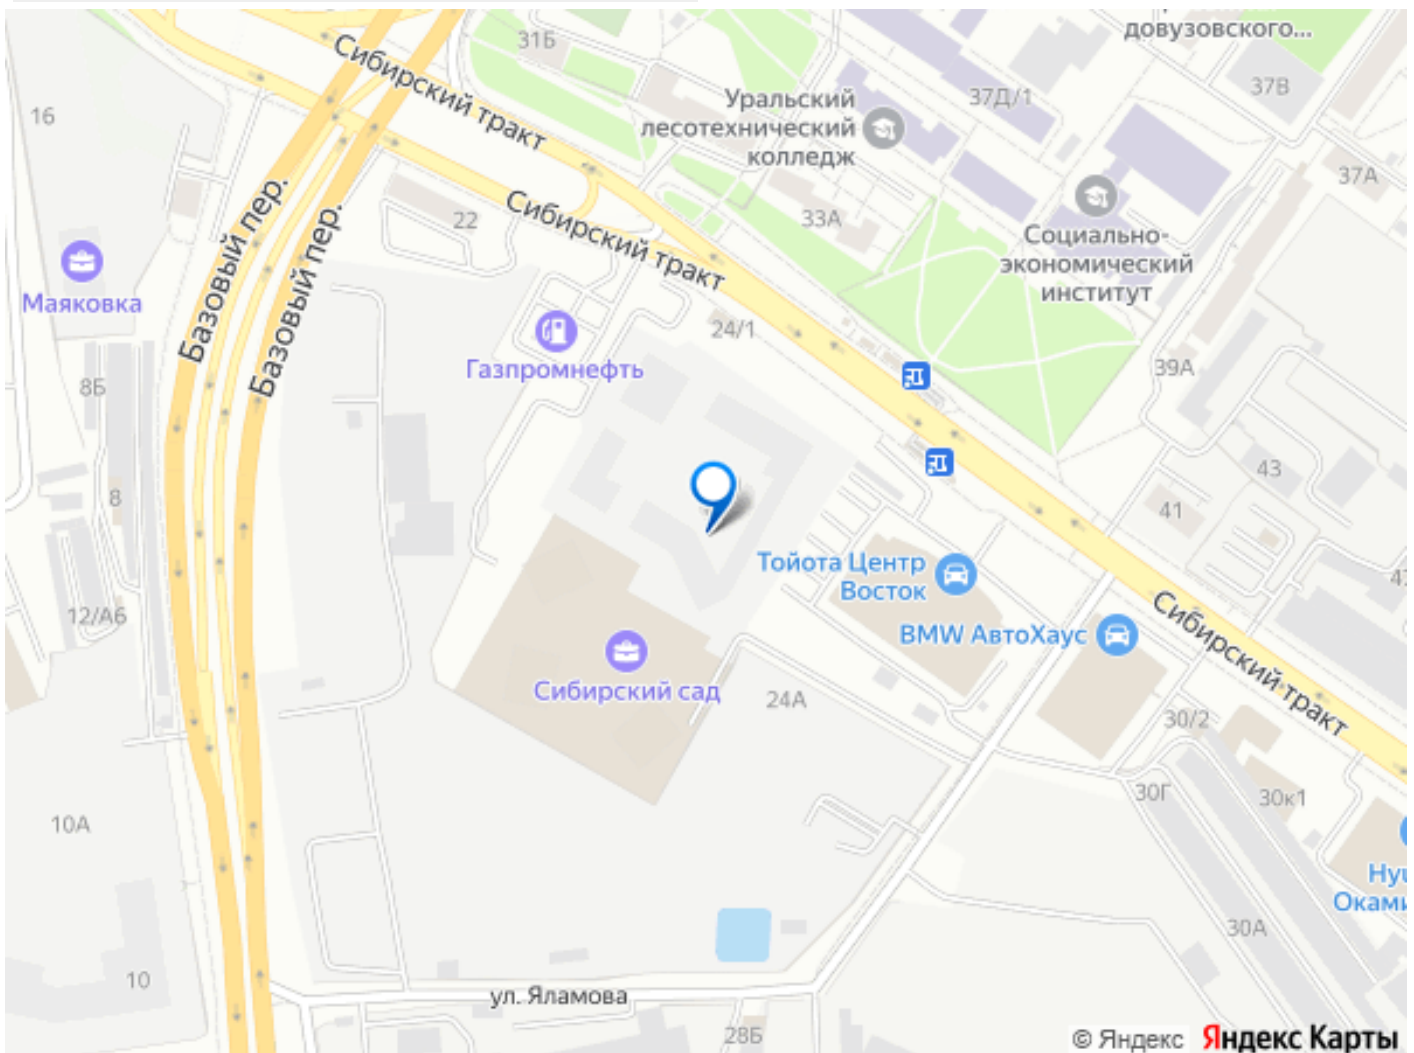 довузовского...
31Б
Сибирский тракт
37В
37Д/1
16
Уральский
лесотехнический
колледж
37А
Базовый пер.
Базовый пер.
22
Сибирский тракт
33А
Социально-
экономический
институт
Маяковка
24/1
Газпромнефть
39А
8Б
43
8
41
Тойота Центр
Восток
12/А6
BMW АвтоХаус
Сибирский тракт
Сибирский сад
24А
30/2
30Г
30к1
10А
Оками
30А
10
ул. Яламова
28Б
© Яндекс Яндекс Карты